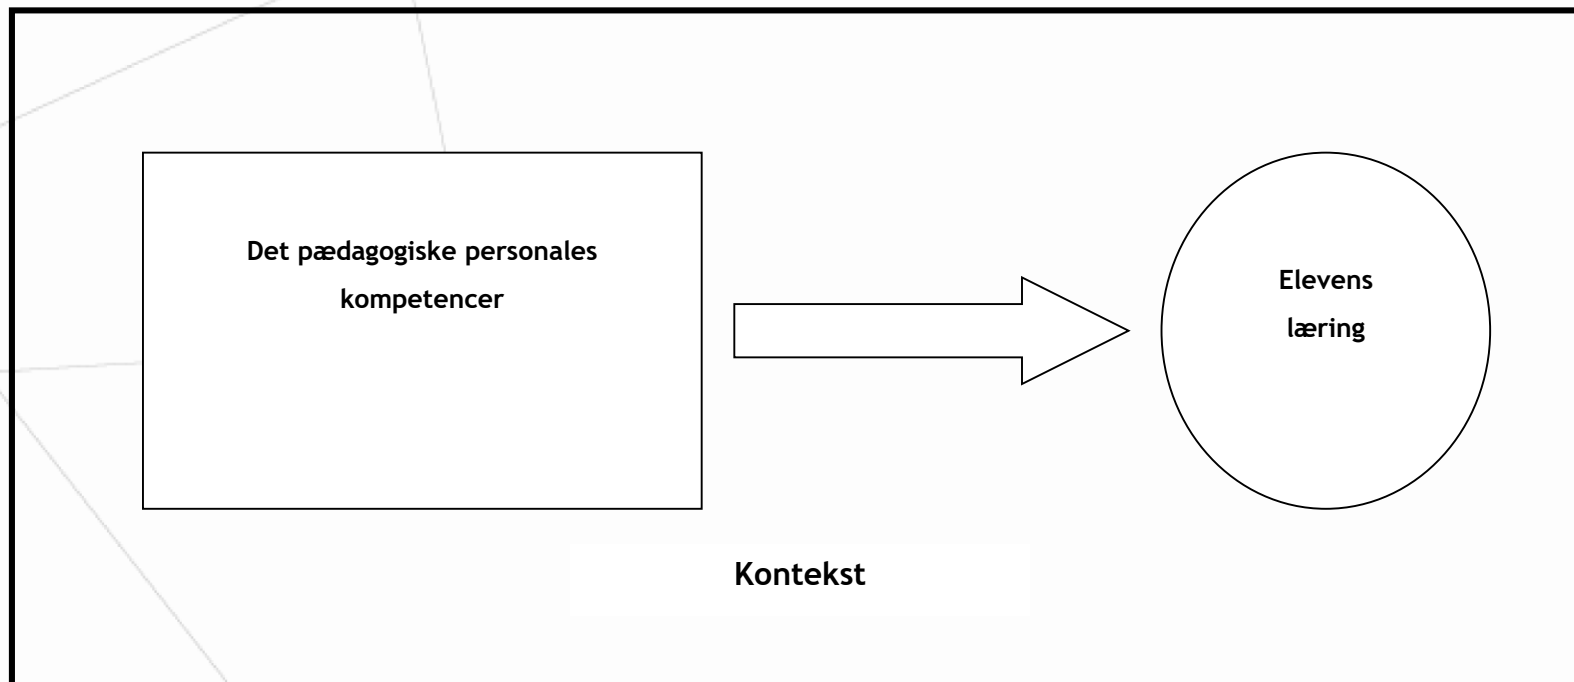 Det pædagogiske personales
kompetencer
Elevens
læring
Kontekst